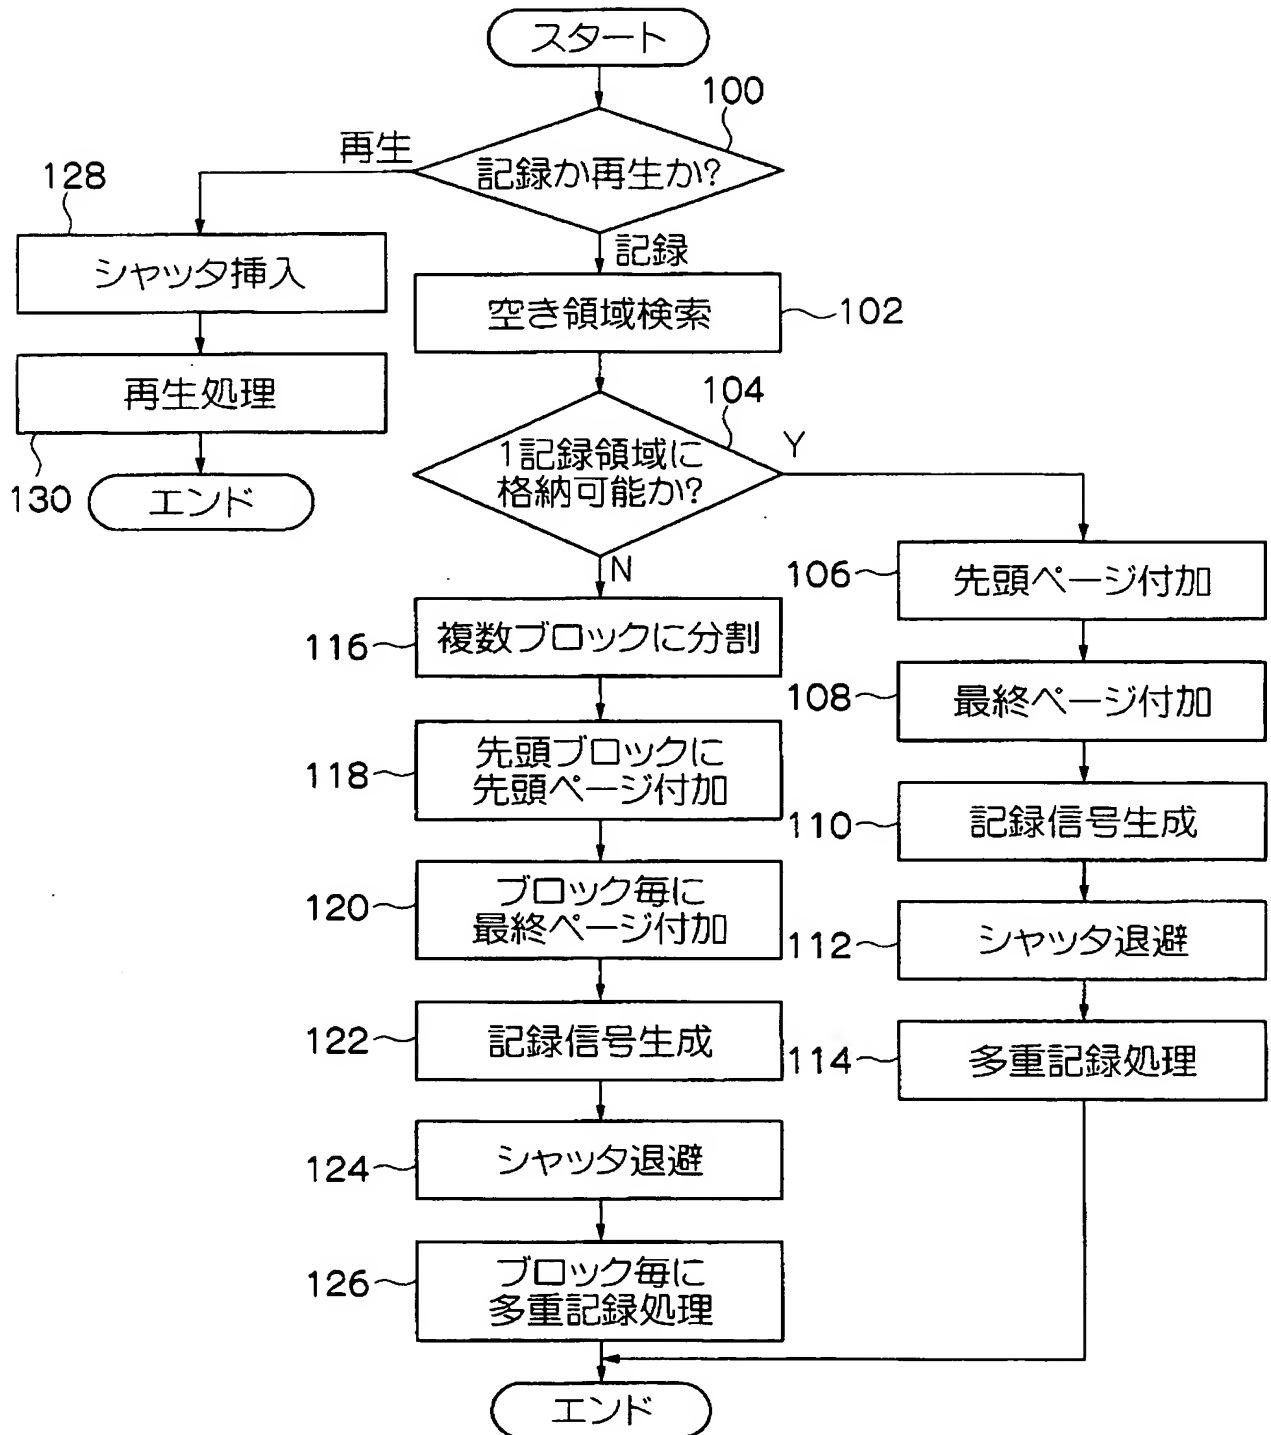 スタート
100
記録か再生か?
再生
128
シャッタ挿入
記録
空き領域検索
102
再生処理
130
エンド
104
1記録領域に
格納可能か?
Y
N
106
先頭ページ付加
116
複数ブロックに分割
108
最終ページ付加
118
先頭ブロックに
先頭ページ付加
110
記録信号生成
120
ブロック毎に
最終ページ付加
112
シャッタ退避
122
記録信号生成
114
多重記録処理
124
シャッタ退避
126
ブロック毎に
多重記録処理
エンド